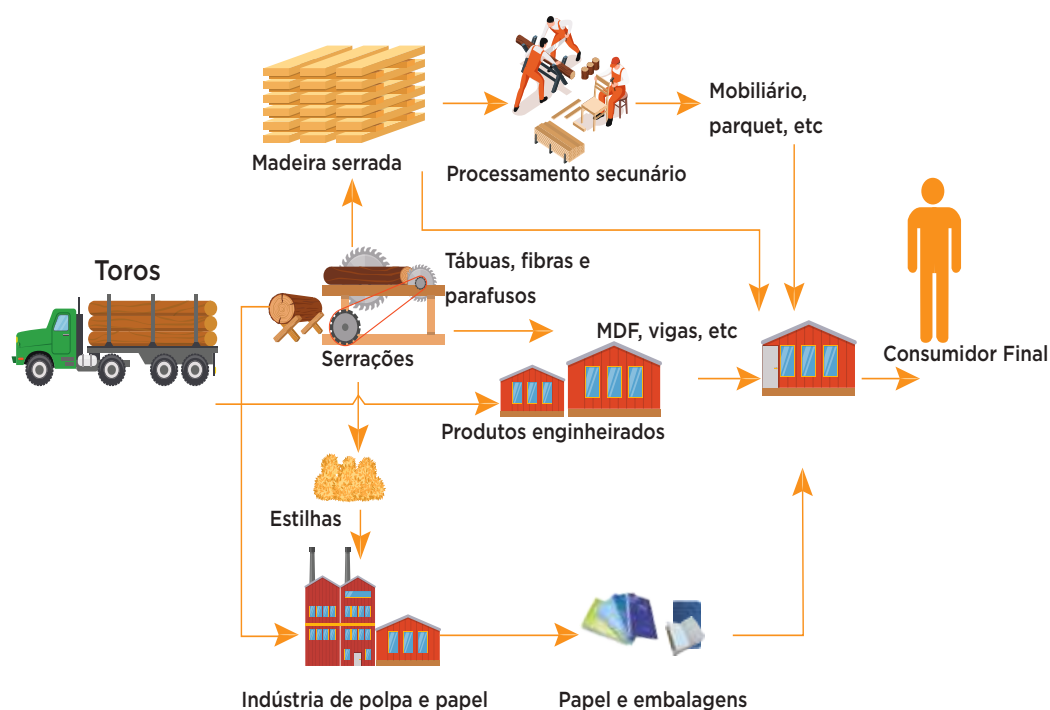 Mobiliário,
parquet, etc
Madeira serrada
Processamento secunário
Toros
Tábuas, fibras e
parafusos
MDF, vigas, etc
Serrações
Consumidor Final
Produtos enginheirados
Estilhas
Indústria de polpa e papel
Papel e embalagens